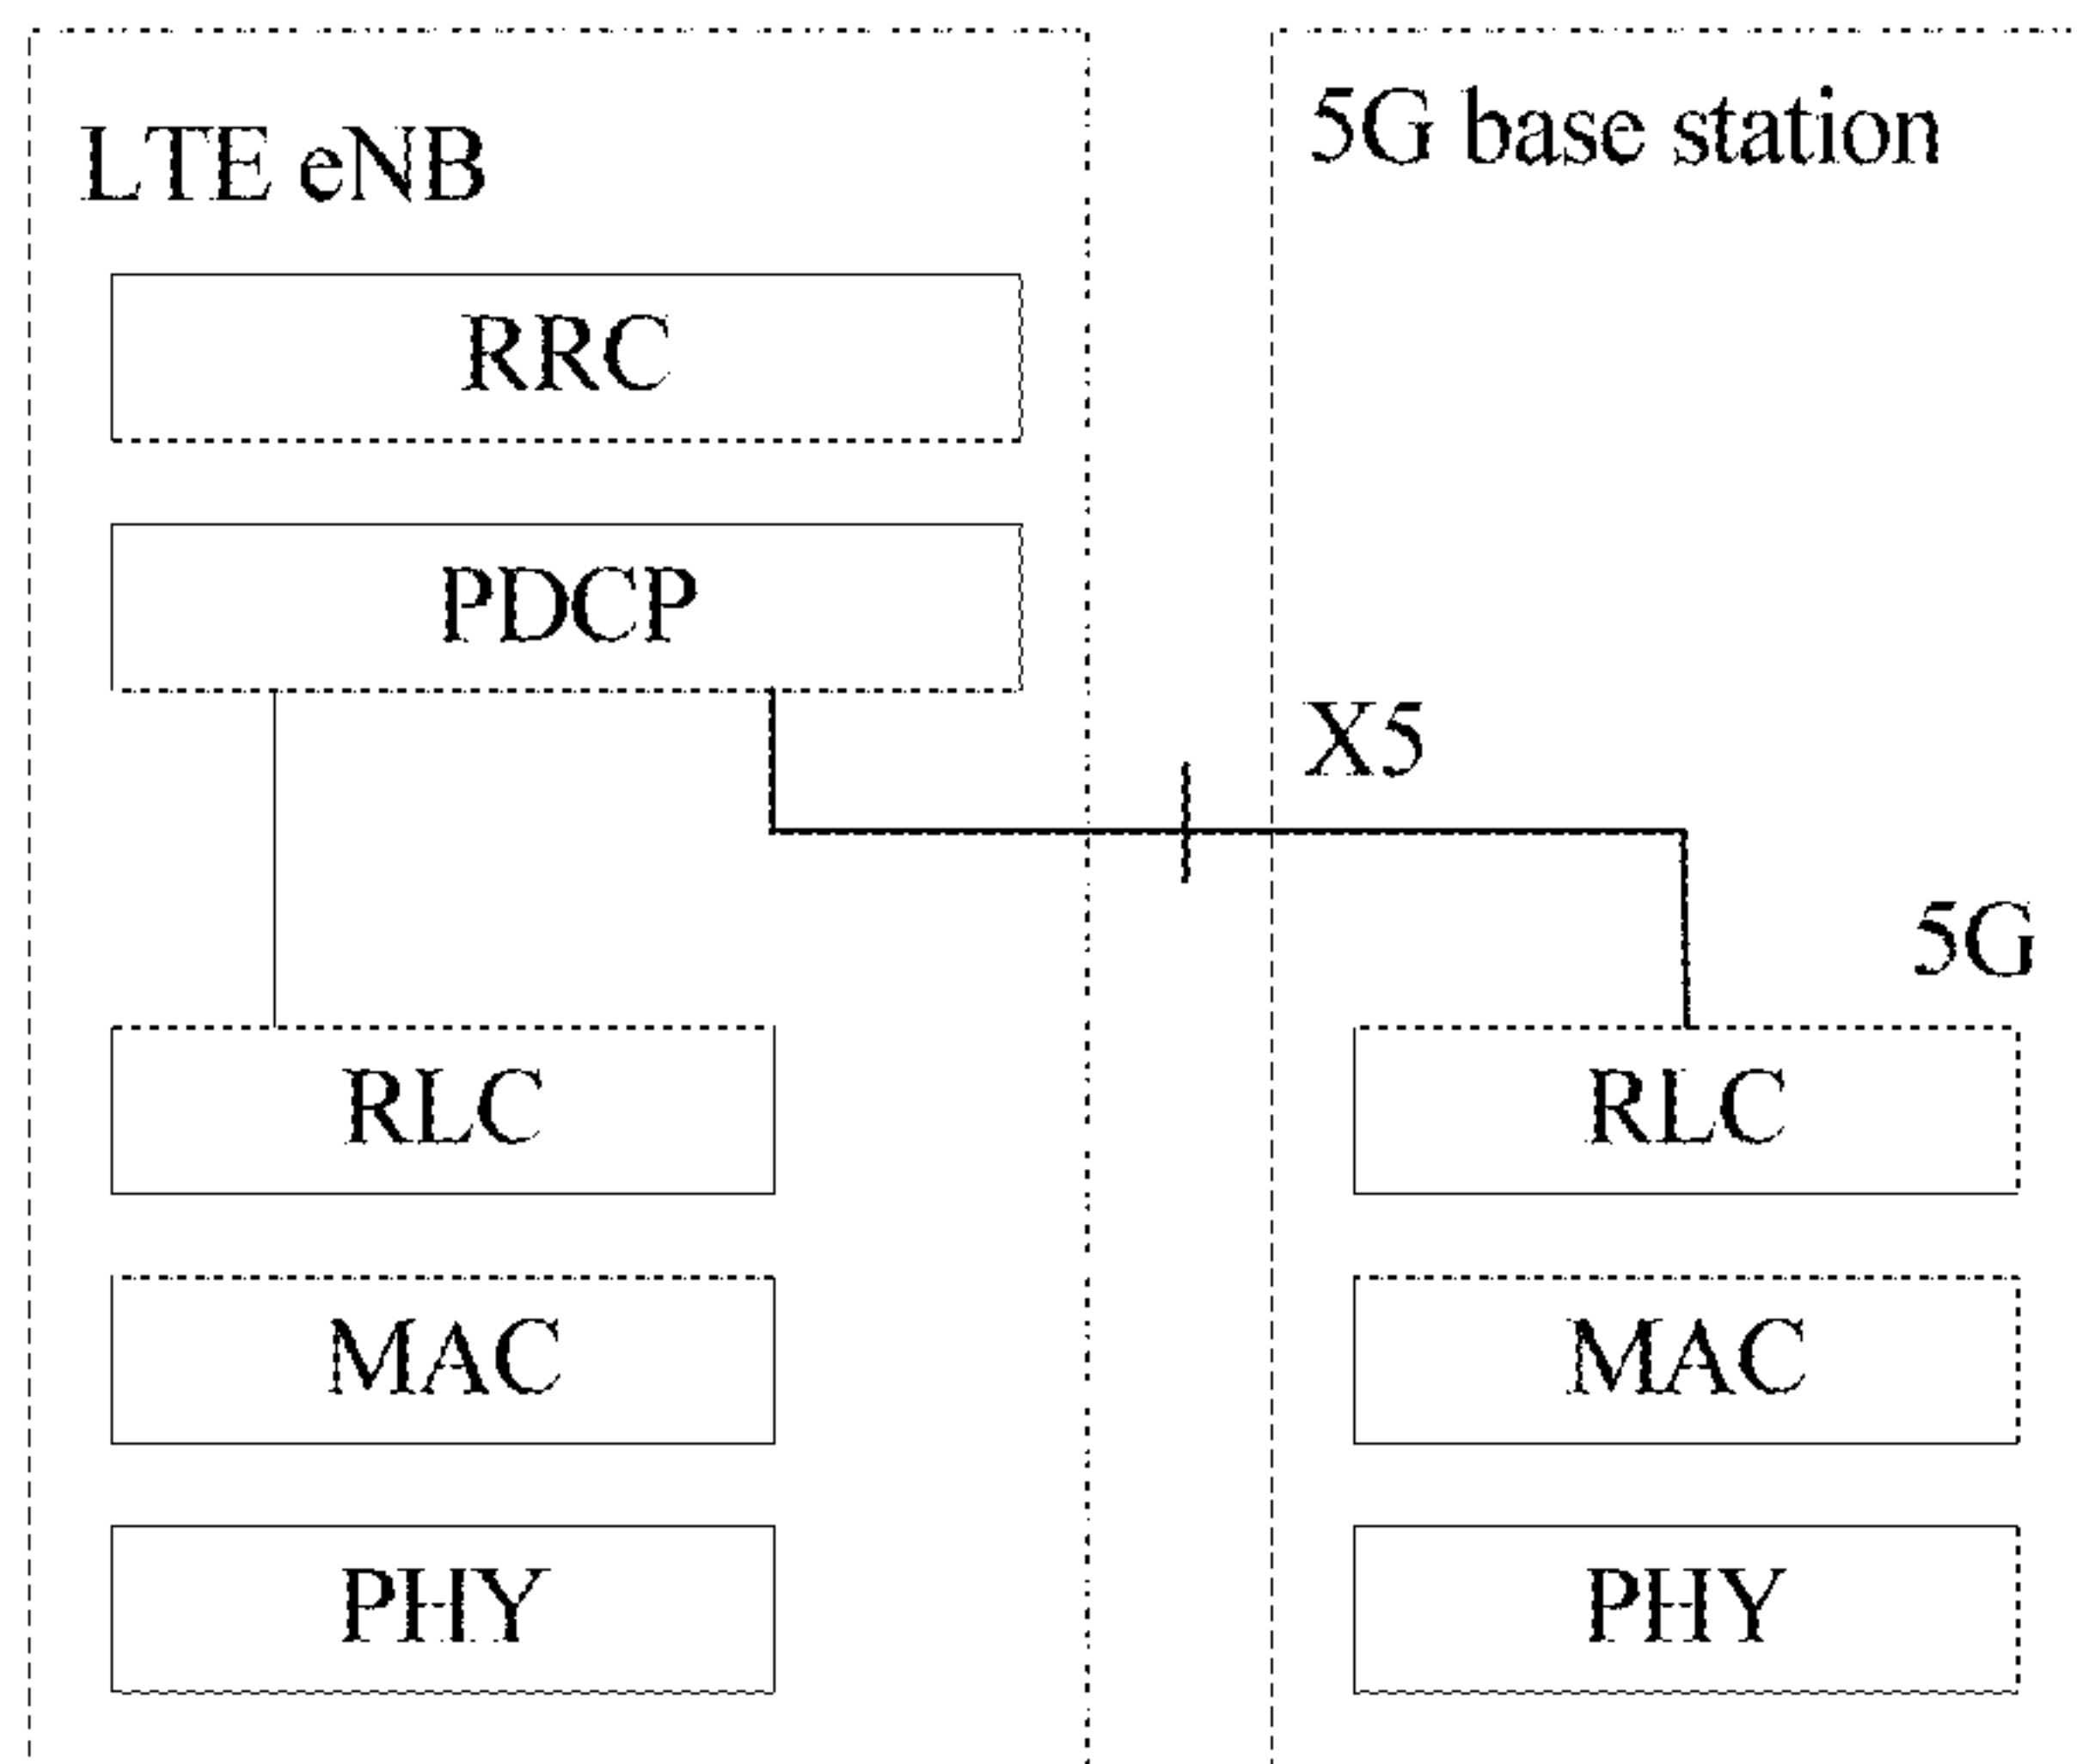 LTE eNB
RRC
PDCP
RLC
MAC
PHY
5G base station
X5
5G
RLC
MAC
PHY